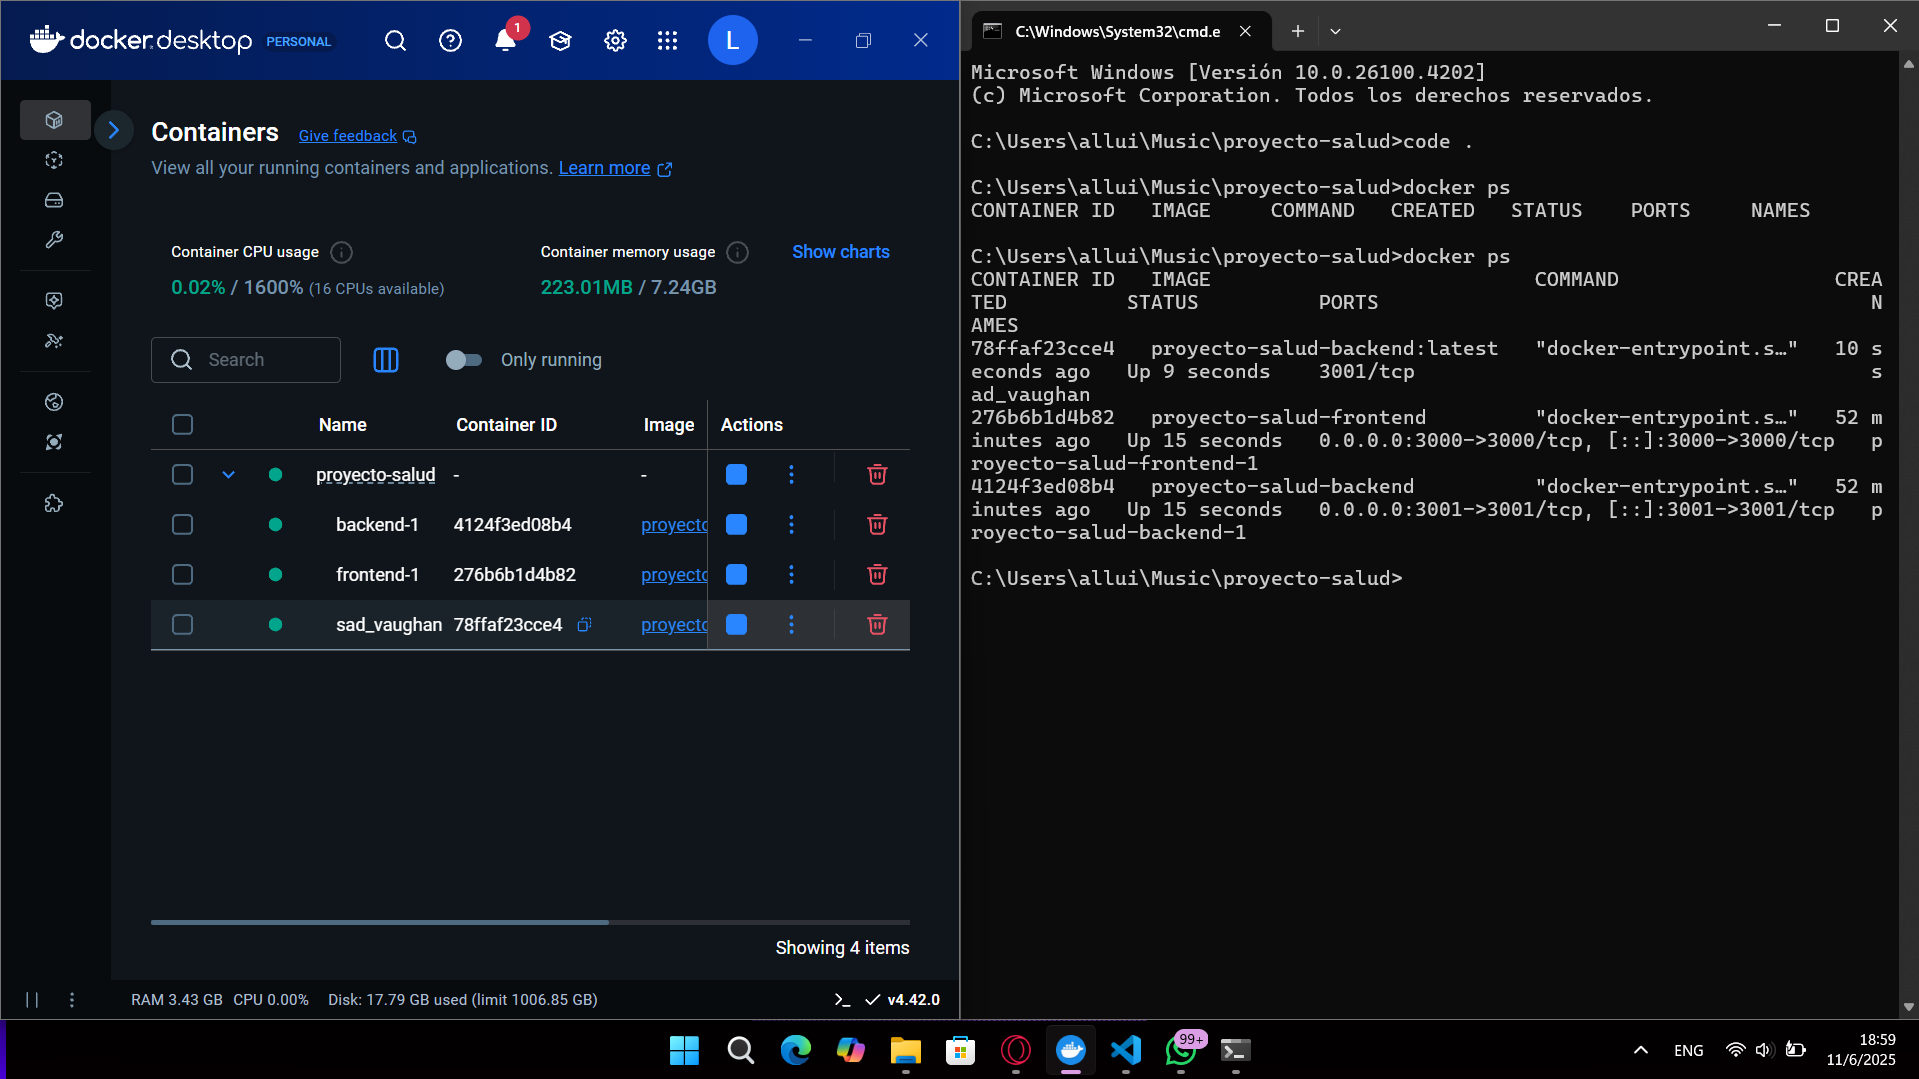 docker desktop PERSONAL
1
L
Containers Give feedback
View all your running containers and applications. Learn more
Container CPU usage
0.02% / 1600% (16 CPUs available)
Container memory usage
223.01MB / 7.24GB
Show charts
Search
Only running
Name Container ID Image Actions
proyecto-salud - -
backend-1 4124f3ed08b4 proyecto
frontend-1 276b6b1d4b82 proyecto
sad_vaughan 78ffaf23cce4 proyecto
Showing 4 items
RAM 3.43 GB CPU 0.00% Disk: 17.79 GB used (limit 1006.85 GB)
v4.42.0
C:\Windows\System32\cmd.e
Microsoft Windows [Versión 10.0.26100.4202]
(c) Microsoft Corporation. Todos los derechos reservados.
C:\Users\allui\Music\proyecto-salud>code .
C:\Users\allui\Music\proyecto-salud>docker ps
CONTAINER ID IMAGE COMMAND CREATED STATUS PORTS NAMES
C:\Users\allui\Music\proyecto-salud>docker ps
CONTAINER ID IMAGE COMMAND CREA
TED STATUS PORTS N
AMES
78ffaf23cce4 proyecto-salud-backend:latest "docker-entrypoint.s…" 10 s
econds ago Up 9 seconds 3001/tcp s
ad_vaughan
276b6b1d4b82 proyecto-salud-frontend "docker-entrypoint.s…" 52 m
inutes ago Up 15 seconds 0.0.0.0:3000->3000/tcp, [::]:3000->3000/tcp p
royecto-salud-frontend-1
4124f3ed08b4 proyecto-salud-backend "docker-entrypoint.s…" 52 m
inutes ago Up 15 seconds 0.0.0.0:3001->3001/tcp, [::]:3001->3001/tcp p
royecto-salud-backend-1
C:\Users\allui\Music\proyecto-salud>
99+
ENG
18:59
11/6/2025